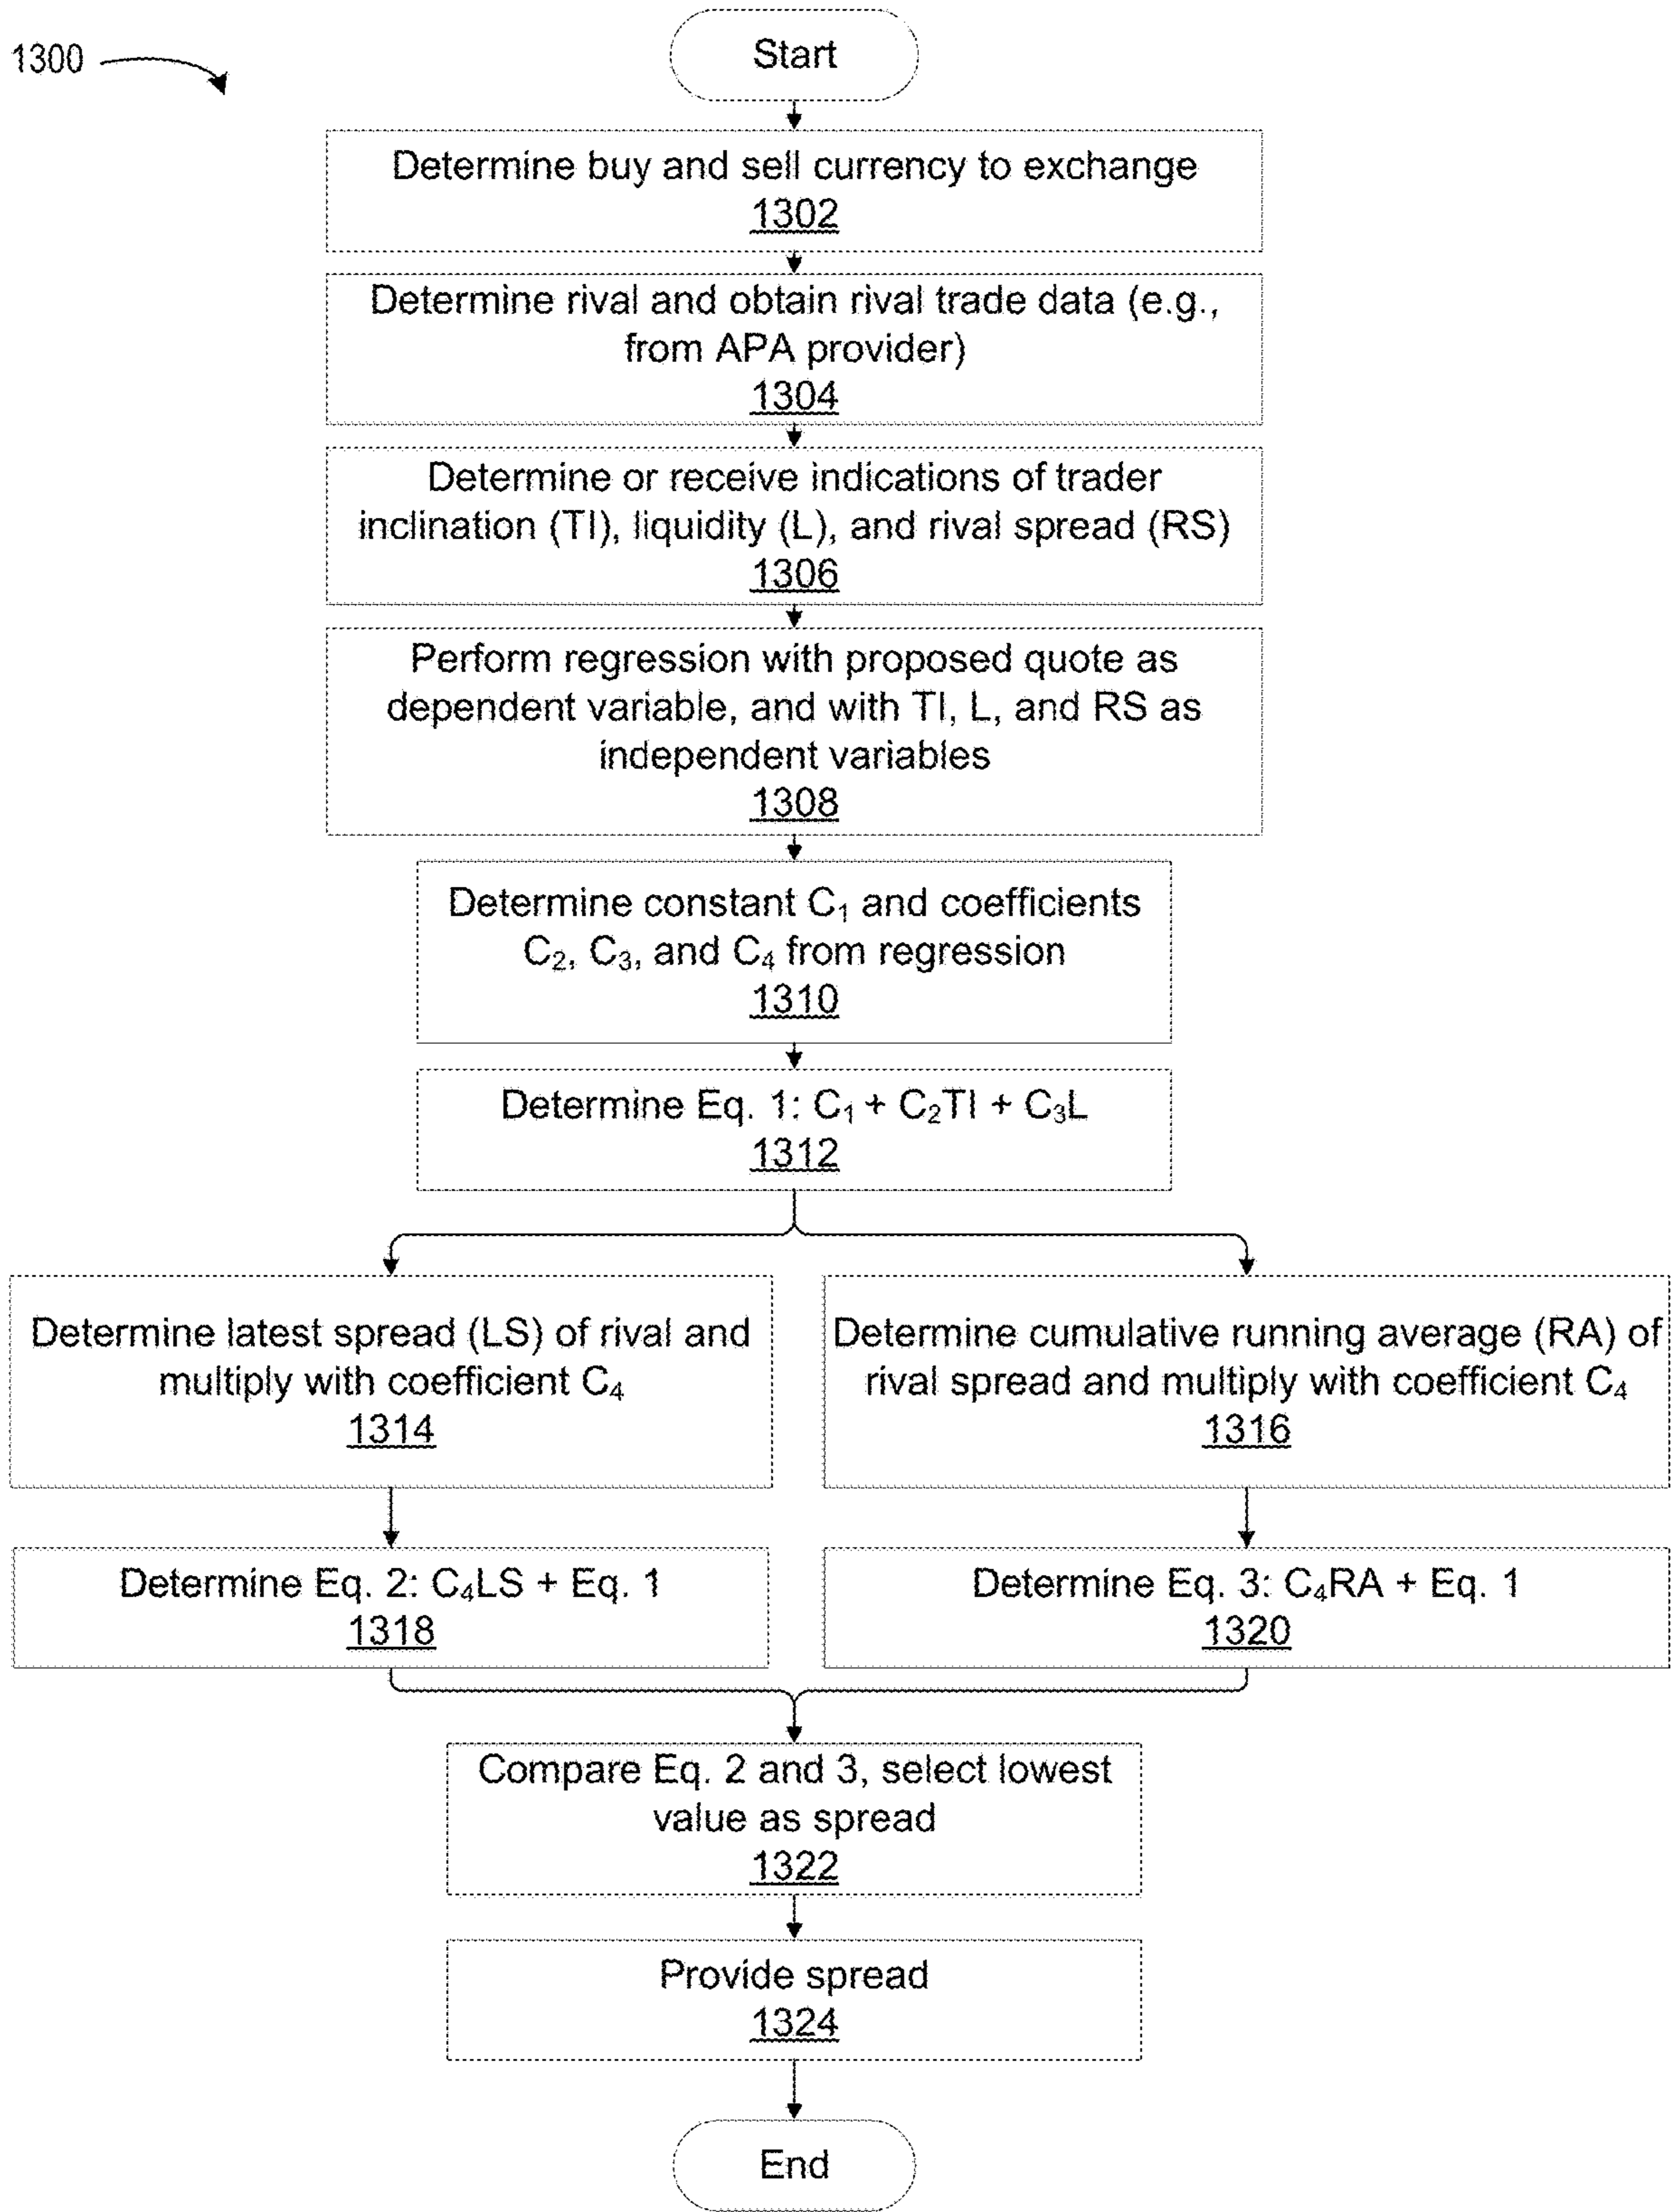 1300
Start
Determine buy and sell currency to exchange
1302
Determine rival and obtain rival trade data (e.g.,
from APA provider)
1304
Determine or receive indications of trader
inclination (TI), liquidity (L), and rival spread (RS)
1306
Perform regression with proposed quote as
dependent variable, and with TI, L, and RS as
independent variables
1308
Determine constant C₁ and coefficients
C₂, C₃, and C₄ from regression
1310
Determine Eq. 1: C₁ + C₂TI + C₃L
1312
Determine latest spread (LS) of rival and
multiply with coefficient C₄
1314
Determine cumulative running average (RA) of
rival spread and multiply with coefficient C₄
1316
Determine Eq. 2: C₄LS + Eq. 1
1318
Determine Eq. 3: C₄RA + Eq. 1
1320
Compare Eq. 2 and 3, select lowest
value as spread
1322
Provide spread
1324
End